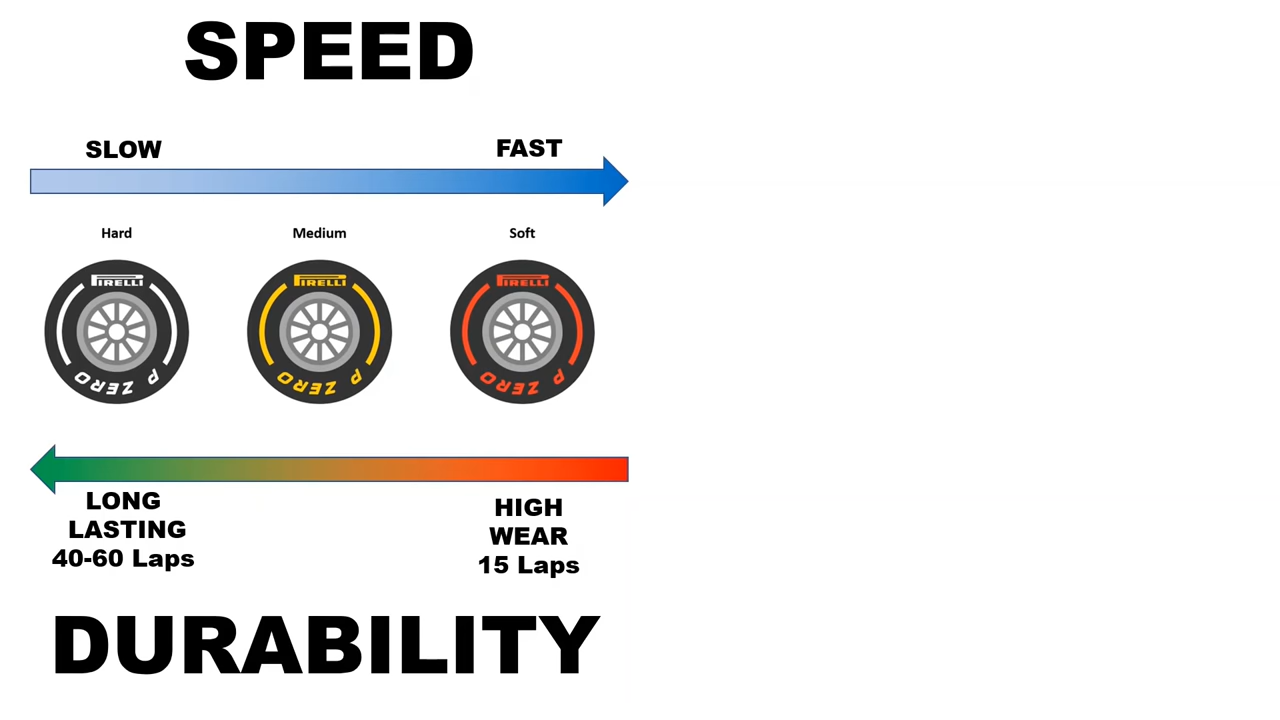 SPEED
SLOW
FAST
Hard
Medium
Soft
PIRELLI
PIRELLI
PIRELLI
P ZERO
P ZERO
P ZERO
LONG
LASTING
40-60 Laps
HIGH
WEAR
15 Laps
DURABILITY